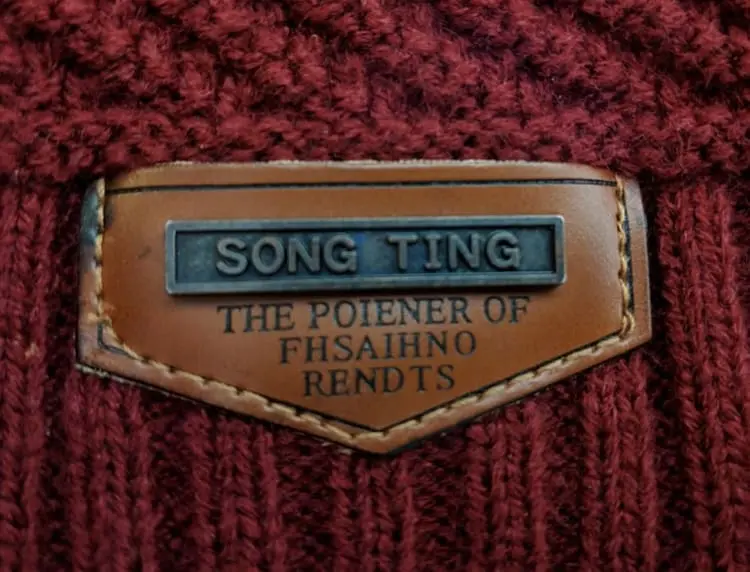 SONG TING
THE POIENER OF
FHSAIHNO
RENDTS